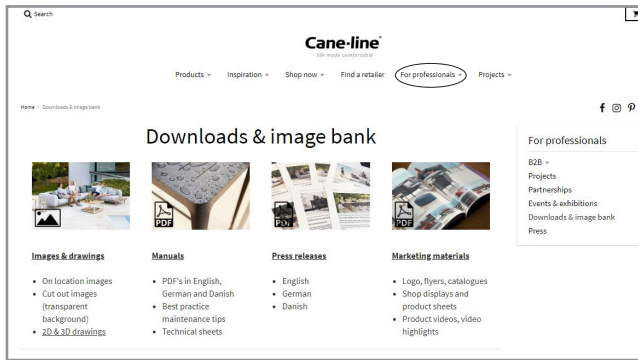 Search
Cane-line®
life made comfortable
Products Inspiration Shop now Find a retailer For professionals Projects
Home › Downloads & image bank
Downloads & image bank
Images & drawings
• On location images
• Cut out images
(transparent
background)
• 2D & 3D drawings
PDF
Manuals
• PDF's in English,
German and Danish
• Best practice
maintenance tips
• Technical sheets
PDF
Press releases
• English
• German
• Danish
PDF
Marketing materials
• Logo, flyers, catalogues
• Shop displays and
product sheets
• Product videos, video
highlights
For professionals
B2B
Projects
Partnerships
Events & exhibitions
Downloads & image bank
Press